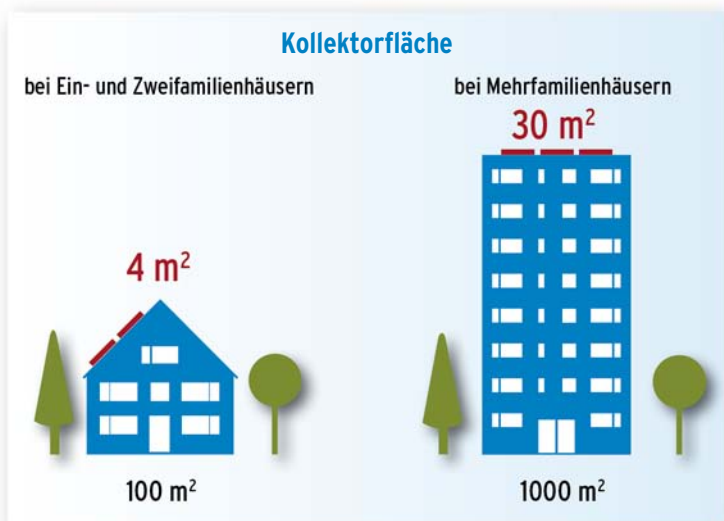 Kollektorfläche
bei Ein- und Zweifamilienhäusern
4 m²
100 m²
bei Mehrfamilienhäusern
30 m²
1000 m²